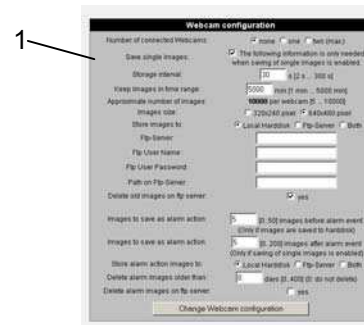 Webcam configuration
Number of connected Webcams: none one two (max.)
1
Save single images: The following information is only needed
when saving of single images is enabled.
Storage interval: 30 s [2 s ... 300 s]
Keep images in time range: 5000 min [1 min ... 5000 min]
Approximate number of images: 10000 per webcam [5 ... 10000]
Images size: 320x240 pixel 640x480 pixel
Store images to: Local Harddisk Ftp-Server Both
Ftp-Server:
Ftp User Name:
Ftp User Password:
Path on Ftp-Server:
Delete old images on ftp server: yes
Images to save as alarm action: 5 [0..50] images before alarm event
(Only if images are saved to harddisk)
Images to save as alarm action: 5 [0..200] images after alarm event
(Only if saving of single images is enabled)
Store alarm action images to: Local Harddisk Ftp-Server Both
Delete alarm images older than: 0 days [0..400] (0: do not delete)
Delete alarm images on ftp server: yes
Change Webcam configuration